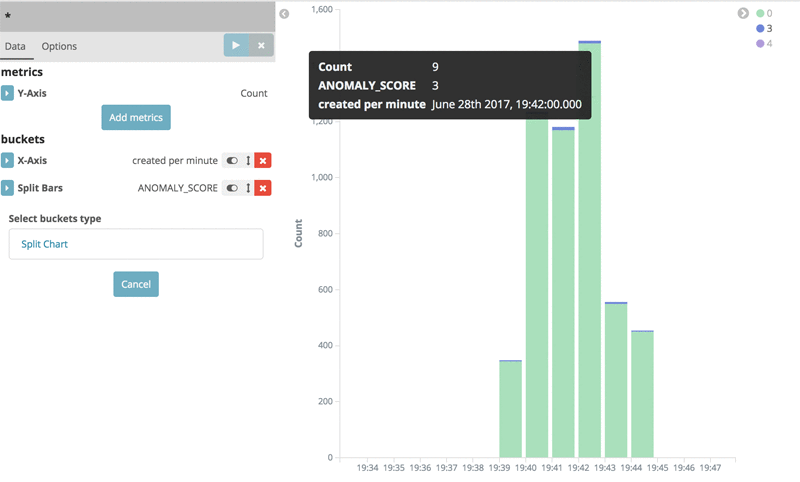 *
Data Options
metrics
Y-Axis Count
Add metrics
buckets
X-Axis created per minute
Split Bars ANOMALY_SCORE
Select buckets type
Split Chart
Cancel
1,600
1,200
1,000
800
600
400
200
0
Count
Count 9
ANOMALY_SCORE 3
created per minute June 28th 2017, 19:42:00.000
19:34 19:35 19:36 19:37 19:38 19:39 19:40 19:41 19:42 19:43 19:44 19:45 19:46 19:47
0
3
4